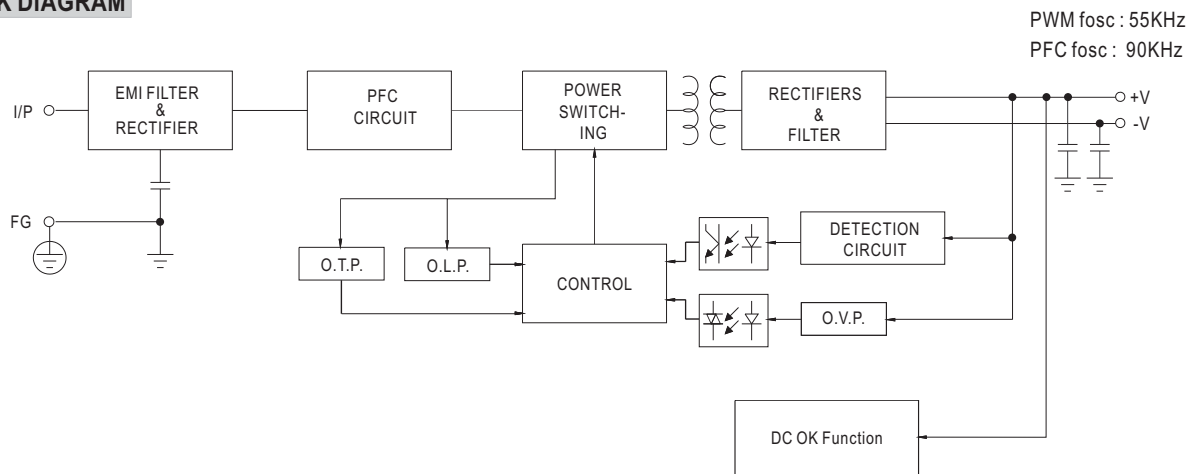 K DIAGRAM
PWM fosc : 55KHz
PFC fosc : 90KHz
I/P
EMI FILTER
&
RECTIFIER
PFC
CIRCUIT
POWER
SWITCH-
ING
RECTIFIERS
&
FILTER
+V
-V
FG
O.T.P.
O.L.P.
CONTROL
DETECTION
CIRCUIT
O.V.P.
DC OK Function